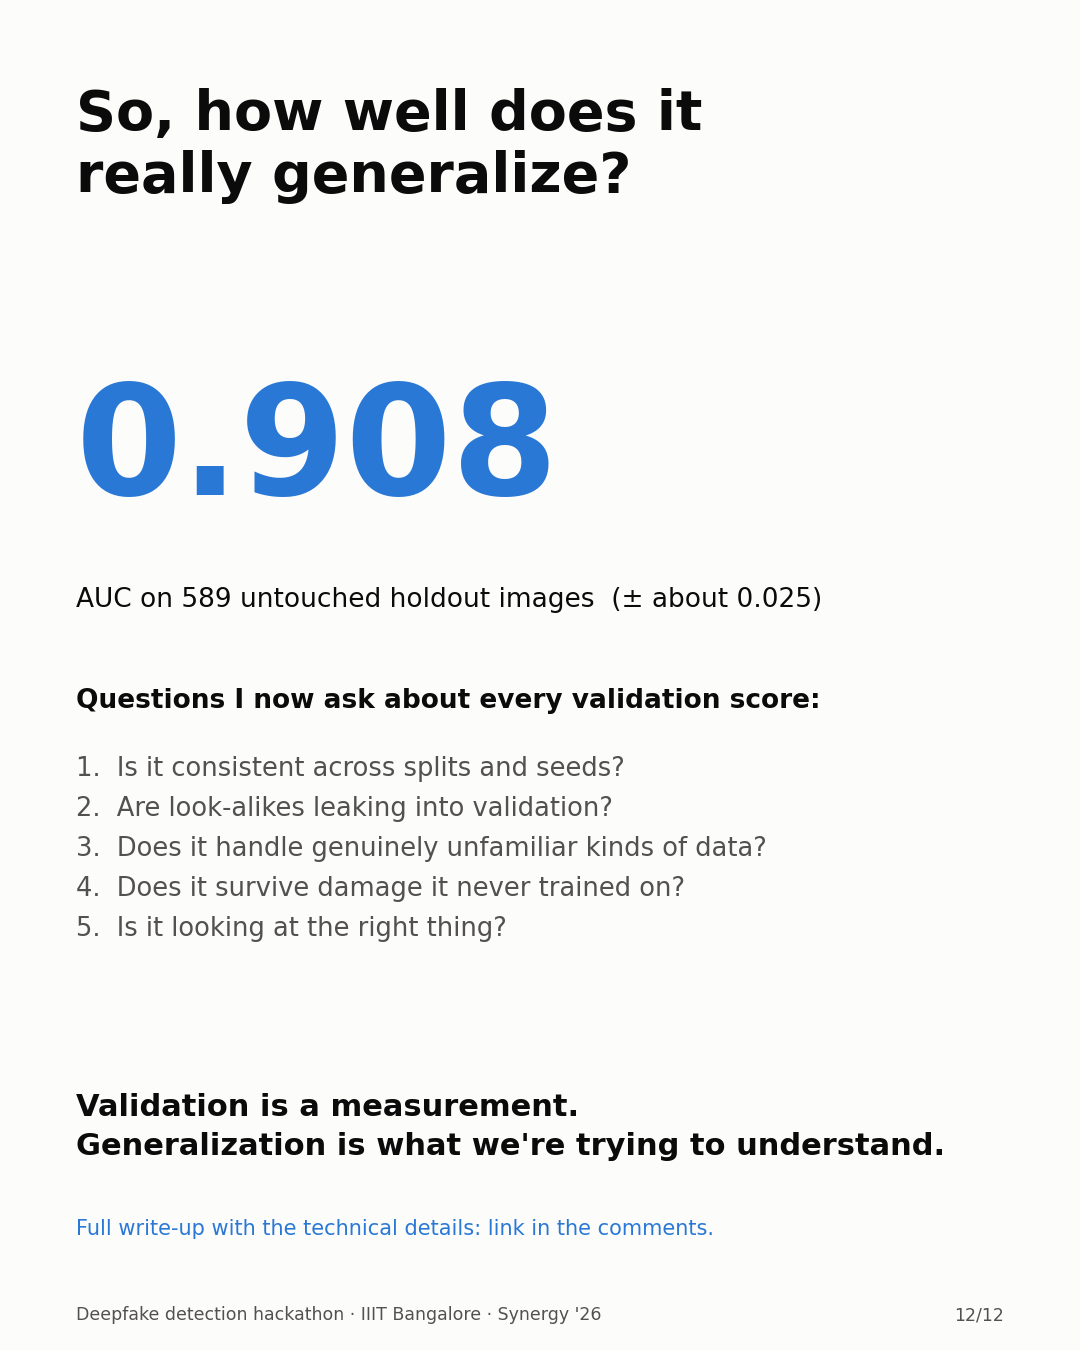 So, how well does it
really generalize?
0.908
AUC on 589 untouched holdout images  (± about 0.025)
Questions I now ask about every validation score:
1.  Is it consistent across splits and seeds?
2.  Are look-alikes leaking into validation?
3.  Does it handle genuinely unfamiliar kinds of data?
4.  Does it survive damage it never trained on?
5.  Is it looking at the right thing?
Validation is a measurement.
Generalization is what we're trying to understand.
Full write-up with the technical details: link in the comments.
Deepfake detection hackathon · IIIT Bangalore · Synergy '26
12/12